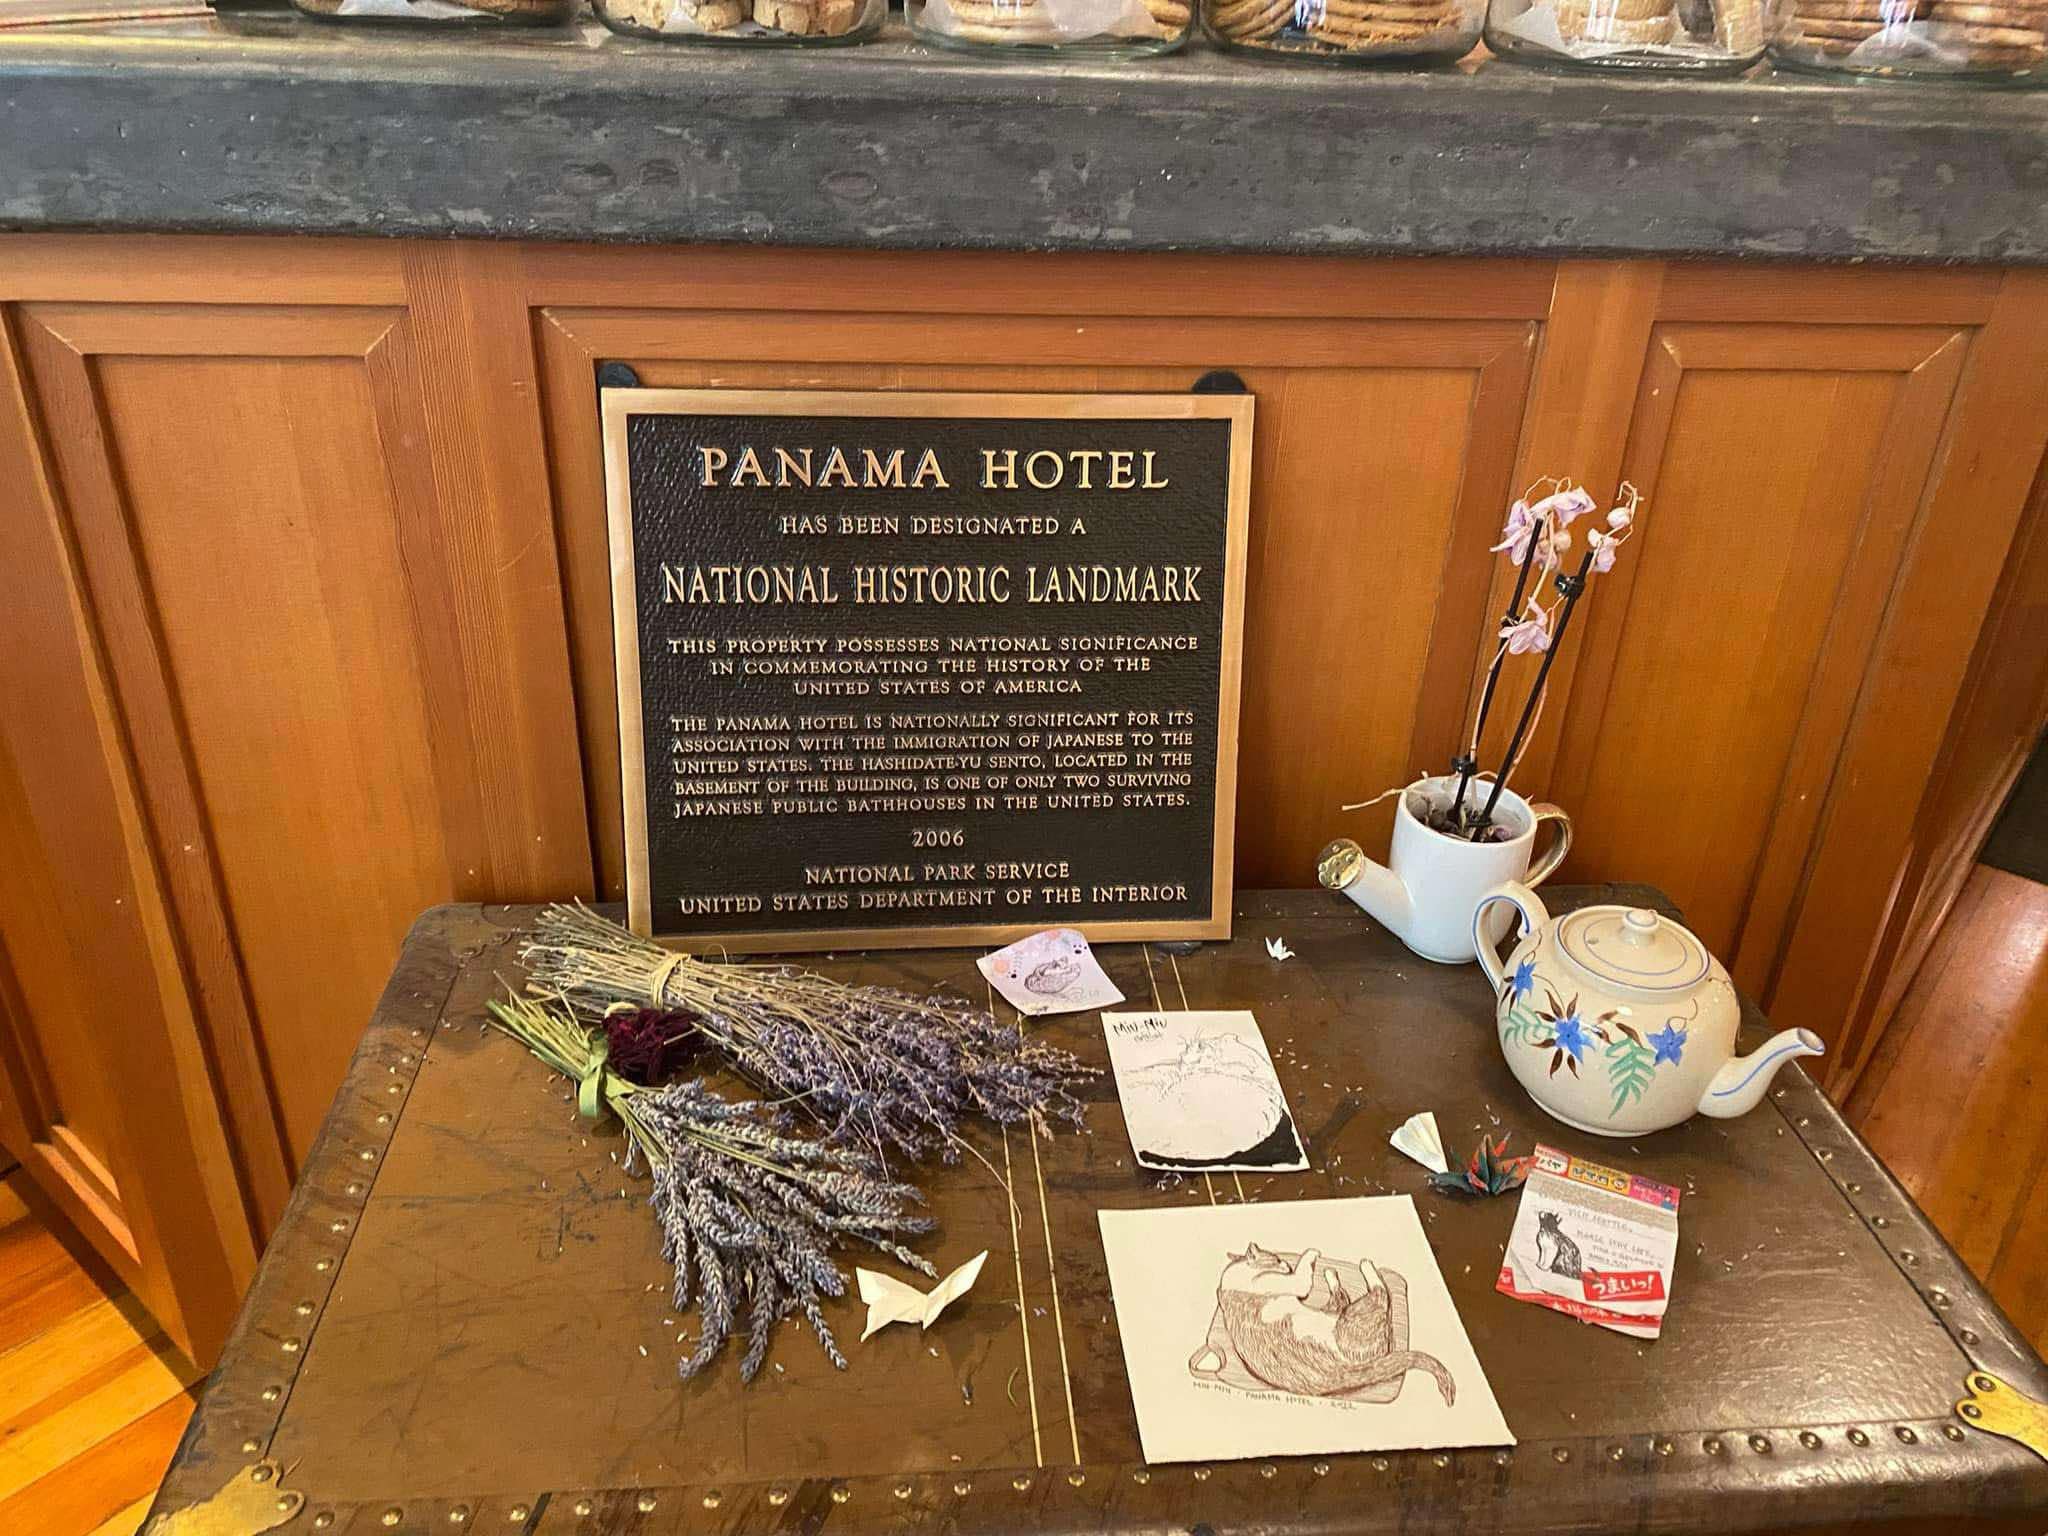 PANAMA HOTEL
HAS BEEN DESIGNATED A
NATIONAL HISTORIC LANDMARK
THIS PROPERTY POSSESSES NATIONAL SIGNIFICANCE
IN COMMEMORATING THE HISTORY OF THE
UNITED STATES OF AMERICA
THE PANAMA HOTEL IS NATIONALLY SIGNIFICANT FOR ITS
ASSOCIATION WITH THE IMMIGRATION OF JAPANESE TO THE
UNITED STATES. THE HASHIDATE-YU SENTO, LOCATED IN THE
BASEMENT OF THE BUILDING, IS ONE OF ONLY TWO SURVIVING
JAPANESE PUBLIC BATHHOUSES IN THE UNITED STATES.
2006
NATIONAL PARK SERVICE
UNITED STATES DEPARTMENT OF THE INTERIOR
MIU-MIU
つまいっ!
MIU-MIU · PANAMA HOTEL · 2022